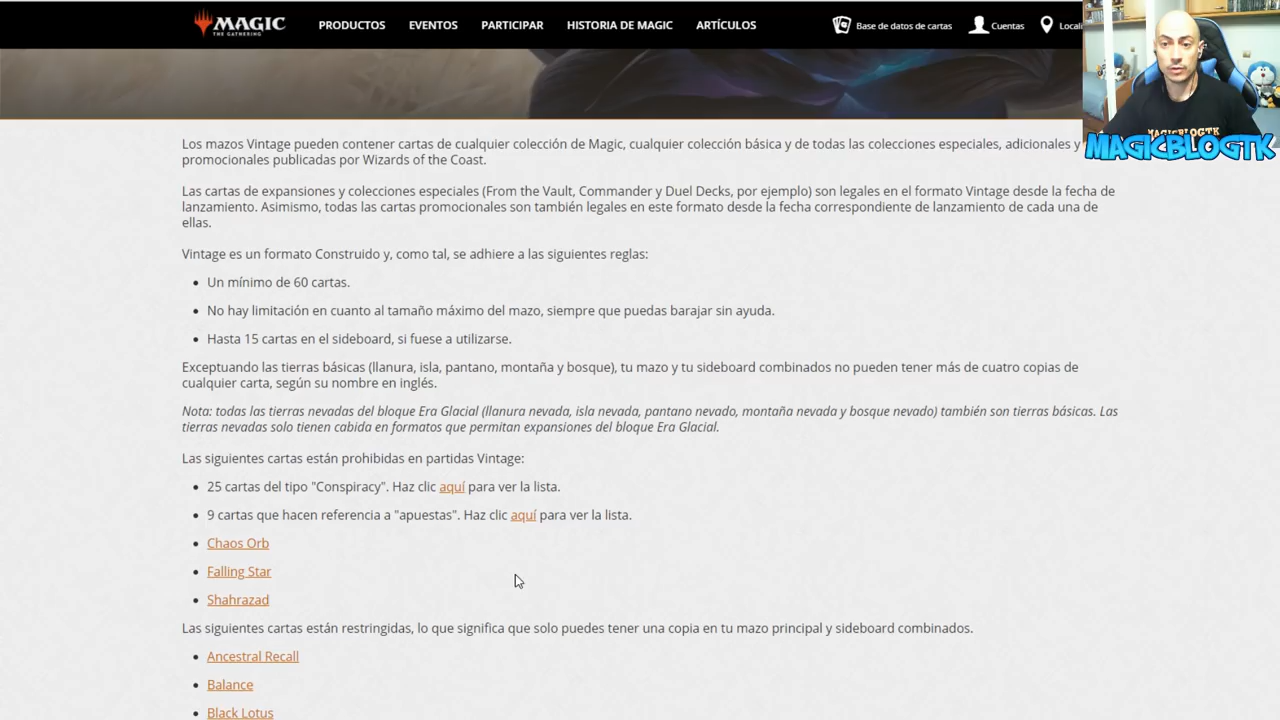 MAGIC
THE GATHERING
PRODUCTOS
EVENTOS
PARTICIPAR
HISTORIA DE MAGIC
ARTÍCULOS
Base de datos de cartas
Cuentas
Locali
MAGICBLOGTK
MAGICBLOGTK
Los mazos Vintage pueden contener cartas de cualquier colección de Magic, cualquier colección básica y de todas las colecciones especiales, adicionales y
promocionales publicadas por Wizards of the Coast.
Las cartas de expansiones y colecciones especiales (From the Vault, Commander y Duel Decks, por ejemplo) son legales en el formato Vintage desde la fecha de
lanzamiento. Asimismo, todas las cartas promocionales son también legales en este formato desde la fecha correspondiente de lanzamiento de cada una de
ellas.
Vintage es un formato Construido y, como tal, se adhiere a las siguientes reglas:
• Un mínimo de 60 cartas.
• No hay limitación en cuanto al tamaño máximo del mazo, siempre que puedas barajar sin ayuda.
• Hasta 15 cartas en el sideboard, si fuese a utilizarse.
Exceptuando las tierras básicas (llanura, isla, pantano, montaña y bosque), tu mazo y tu sideboard combinados no pueden tener más de cuatro copias de
cualquier carta, según su nombre en inglés.
Nota: todas las tierras nevadas del bloque Era Glacial (llanura nevada, isla nevada, pantano nevado, montaña nevada y bosque nevado) también son tierras básicas. Las
tierras nevadas solo tienen cabida en formatos que permitan expansiones del bloque Era Glacial.
Las siguientes cartas están prohibidas en partidas Vintage:
• 25 cartas del tipo "Conspiracy". Haz clic aquí para ver la lista.
• 9 cartas que hacen referencia a "apuestas". Haz clic aquí para ver la lista.
• Chaos Orb
• Falling Star
• Shahrazad
Las siguientes cartas están restringidas, lo que significa que solo puedes tener una copia en tu mazo principal y sideboard combinados.
• Ancestral Recall
• Balance
• Black Lotus